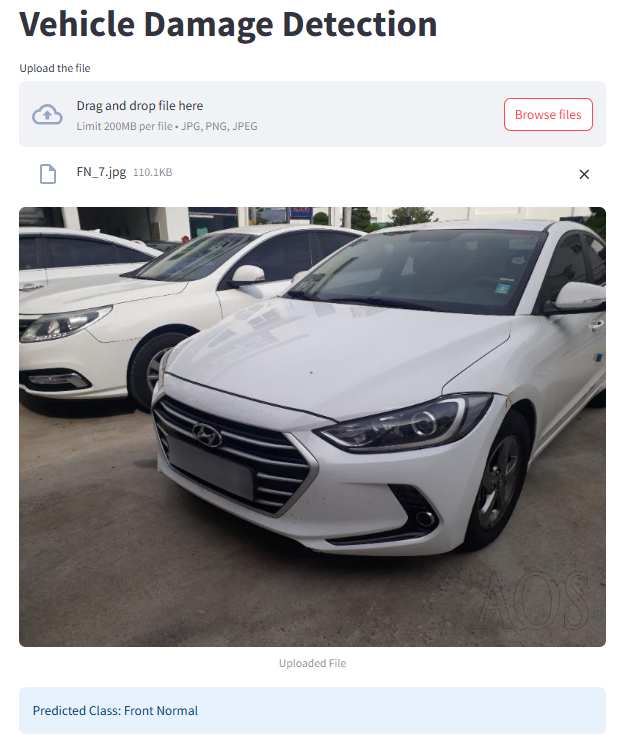 Vehicle Damage Detection
Upload the file
Drag and drop file here
Limit 200MB per file • JPG, PNG, JPEG
Browse files
FN_7.jpg 110.1KB
AOS
Uploaded File
Predicted Class: Front Normal